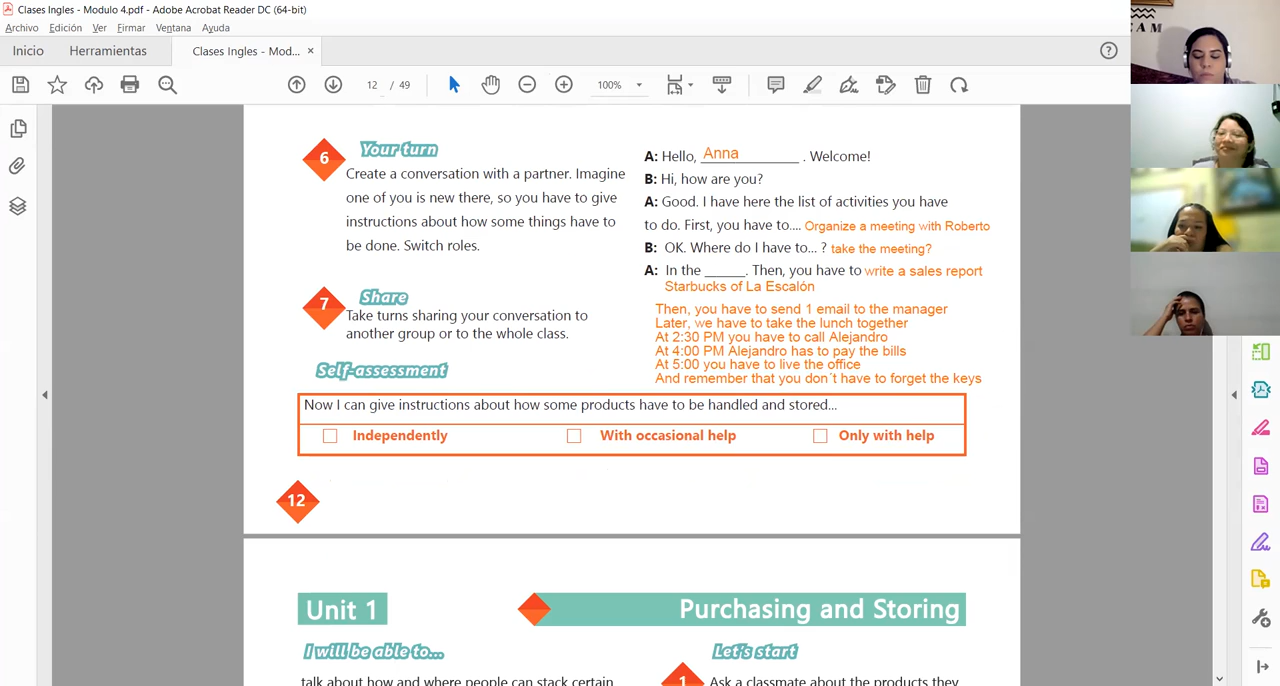 Clases Ingles - Modulo 4.pdf - Adobe Acrobat Reader DC (64-bit)
Archivo Edición Ver Firmar Ventana Ayuda
Inicio Herramientas Clases Ingles - Mod... ×
12 / 49 100%
6 Your turn
Create a conversation with a partner. Imagine
one of you is new there, so you have to give
instructions about how some things have to
be done. Switch roles.
7 Share
Take turns sharing your conversation to
another group or to the whole class.
Self-assessment
A: Hello, Anna . Welcome!
B: Hi, how are you?
A: Good. I have here the list of activities you have
to do. First, you have to.... Organize a meeting with Roberto
B: OK. Where do I have to... ? take the meeting?
A: In the ______. Then, you have to write a sales report
Starbucks of La Escalón
Then, you have to send 1 email to the manager
Later, we have to take the lunch together
At 2:30 PM you have to call Alejandro
At 4:00 PM Alejandro has to pay the bills
At 5:00 you have to live the office
And remember that you don´t have to forget the keys
Now I can give instructions about how some products have to be handled and stored...
Independently With occasional help Only with help
12
Unit 1 Purchasing and Storing
I will be able to... Let's start
talk about how and where people can stack certain
1 Ask a classmate about the products they